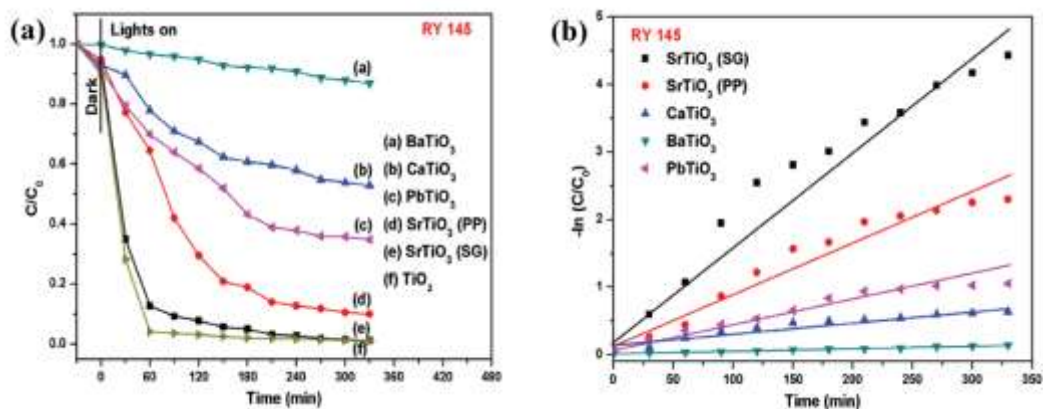 (a)
Lights on
RY 145
Dark
(a)
(b)
(c)
(d)
(e)
(f)
(a) BaTiO3
(b) CaTiO3
(c) PbTiO3
(d) SrTiO3 (PP)
(e) SrTiO3 (SG)
(f) TiO2
C/C0
1.0
0.8
0.6
0.4
0.2
0.0
0 60 120 180 240 300 360 420 480
Time (min)
(b)
RY 145
SrTiO3 (SG)
SrTiO3 (PP)
CaTiO3
BaTiO3
PbTiO3
-ln (C/C0)
5
4
3
2
1
0
0 50 100 150 200 250 300 350
Time (min)